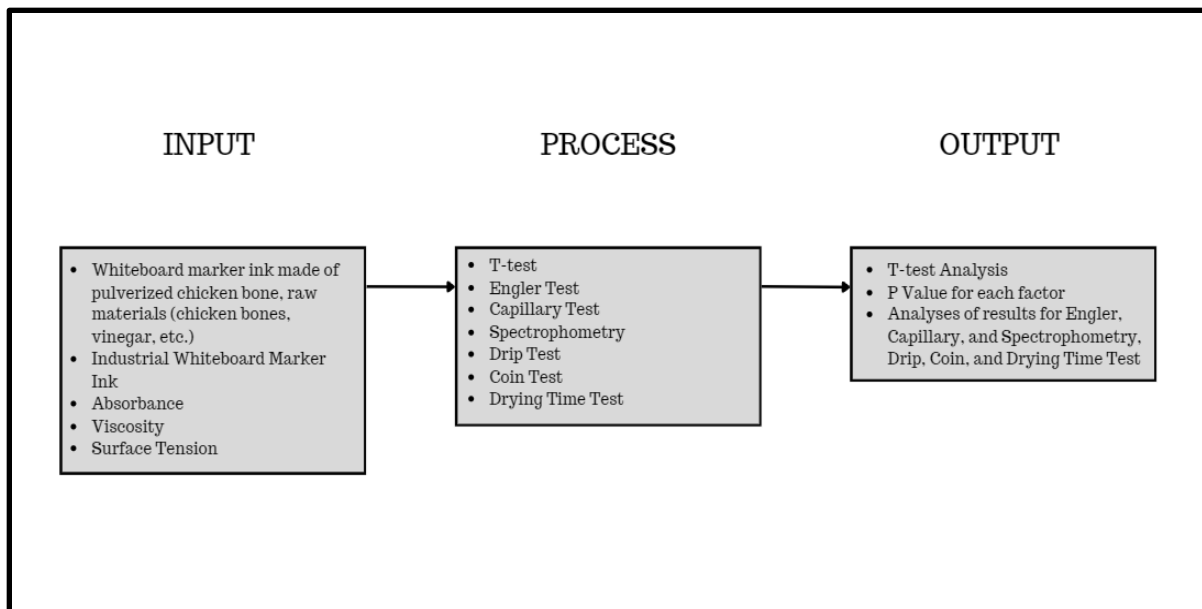 INPUT
PROCESS
OUTPUT
• Whiteboard marker ink made of
pulverized chicken bone, raw
materials (chicken bones,
vinegar, etc.)
• Industrial Whiteboard Marker
Ink
• Absorbance
• Viscosity
• Surface Tension
• T-test
• Engler Test
• Capillary Test
• Spectrophometry
• Drip Test
• Coin Test
• Drying Time Test
• T-test Analysis
• P Value for each factor
• Analyses of results for Engler,
Capillary, and Spectrophometry,
Drip, Coin, and Drying Time Test